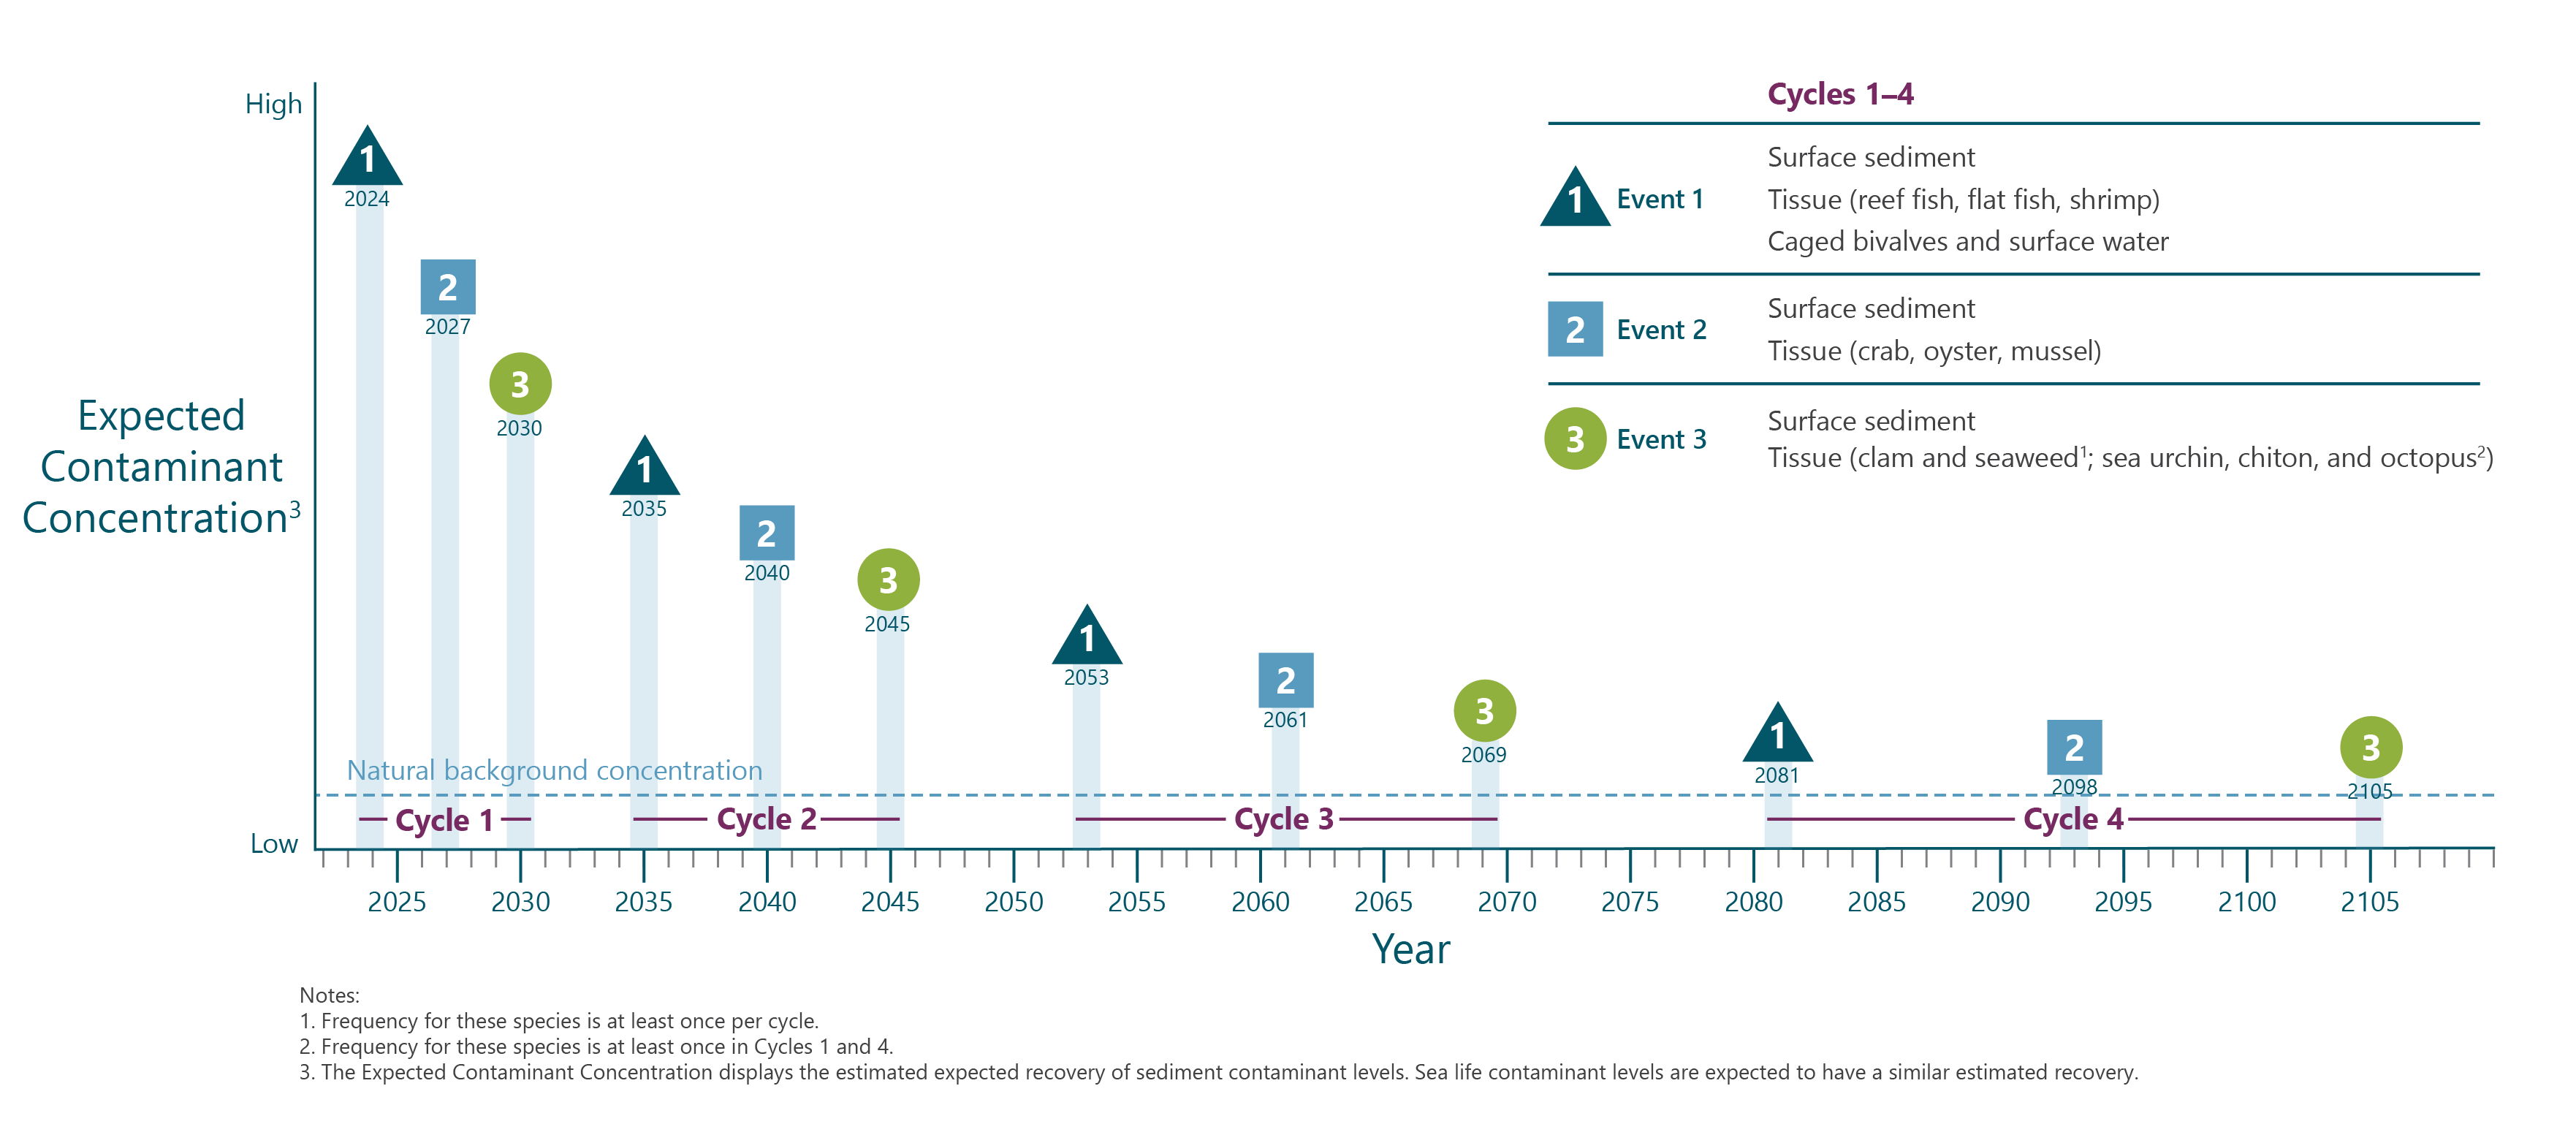 High
1
2024
2
2027
3
2030
1
2035
2
2040
3
2045
1
2053
2
2061
3
2069
1
2081
2
2098
3
2105
Expected
Contaminant
Concentration³
Cycles 1–4
1 Event 1
Surface sediment
Tissue (reef fish, flat fish, shrimp)
Caged bivalves and surface water
2 Event 2
Surface sediment
Tissue (crab, oyster, mussel)
3 Event 3
Surface sediment
Tissue (clam and seaweed¹; sea urchin, chiton, and octopus²)
Natural background concentration
Cycle 1 Cycle 2 Cycle 3 Cycle 4
Low
2025 2030 2035 2040 2045 2050 2055 2060 2065 2070 2075 2080 2085 2090 2095 2100 2105
Year
Notes:
1. Frequency for these species is at least once per cycle.
2. Frequency for these species is at least once in Cycles 1 and 4.
3. The Expected Contaminant Concentration displays the estimated expected recovery of sediment contaminant levels. Sea life contaminant levels are expected to have a similar estimated recovery.